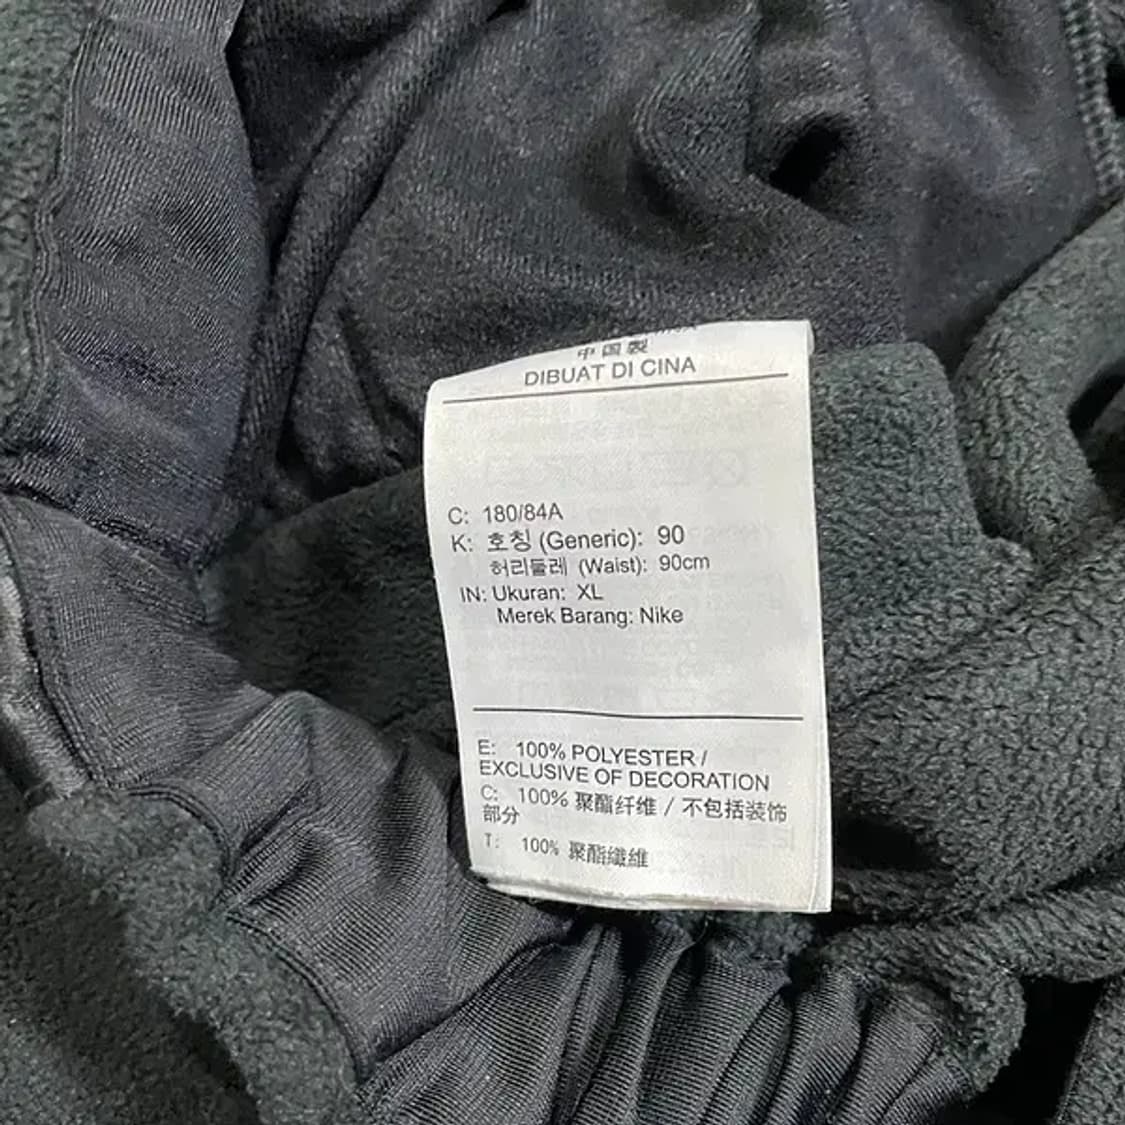 中国製
DIBUAT DI CINA
C: 180/84A
K: 호칭 (Generic): 90
허리둘레 (Waist): 90cm
IN: Ukuran: XL
Merek Barang: Nike
E: 100% POLYESTER /
EXCLUSIVE OF DECORATION
C: 100% 聚酯纤维 / 不包括装饰
部分
T: 100% 聚酯纖維